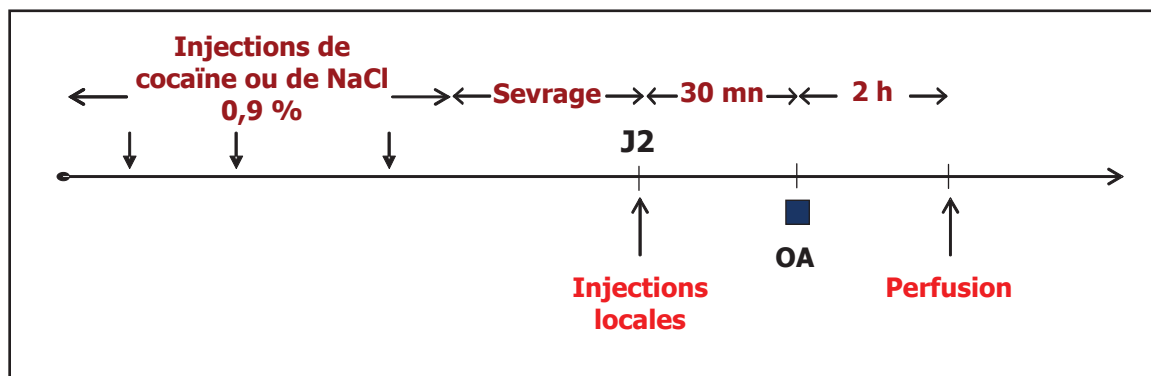 Injections de
cocaïne ou de NaCl
0,9 %
Sevrage
30 mn
2 h
J2
OA
Injections
locales
Perfusion